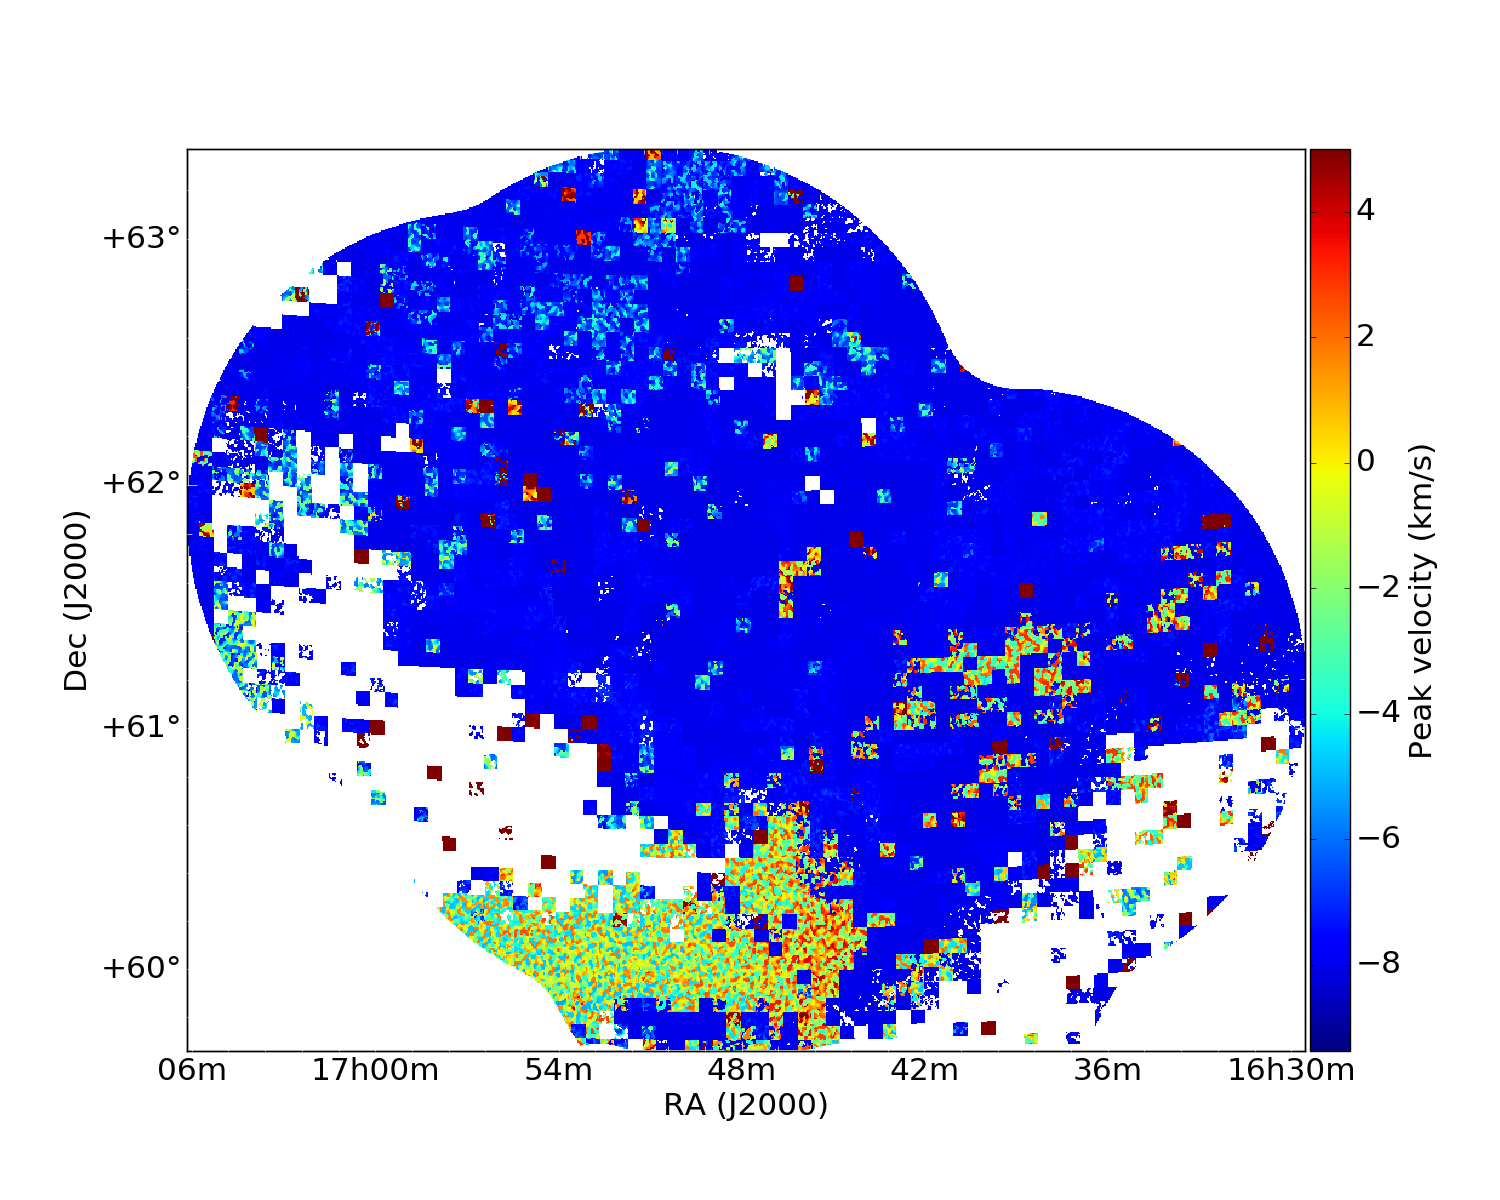 +63°
+62°
+61°
+60°
Dec (J2000)
06m 17h00m 54m 48m 42m 36m 16h30m
RA (J2000)
4
2
0
−2
−4
−6
−8
Peak velocity (km/s)